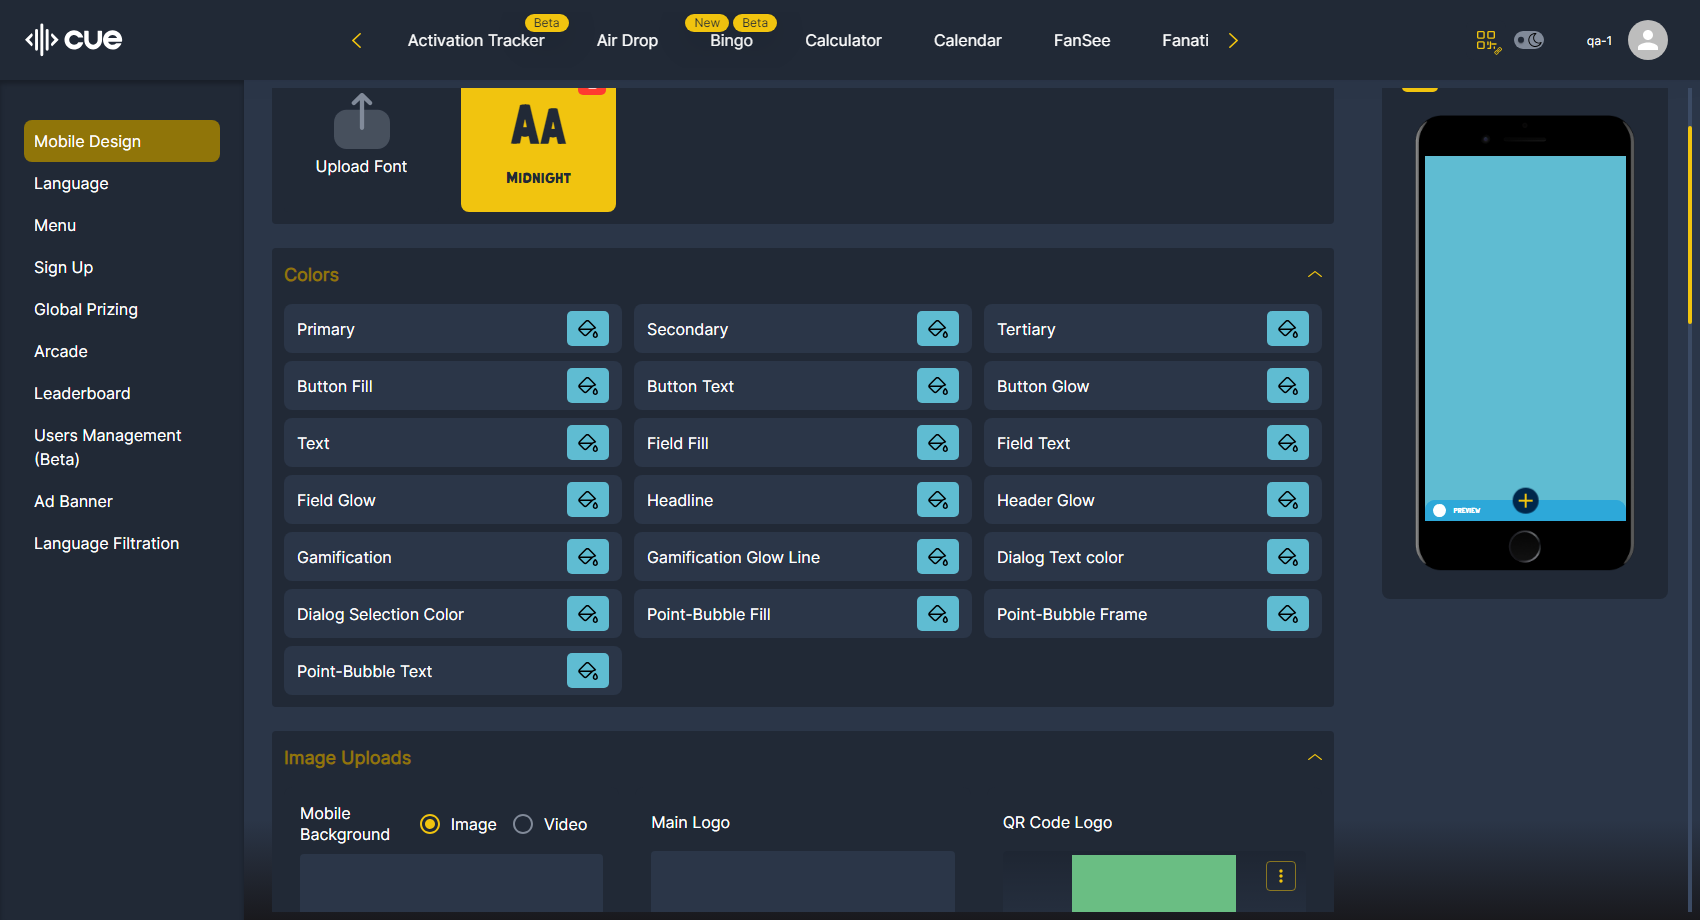 cue
Beta
New
Beta
Activation Tracker
Air Drop
Bingo
Calculator
Calendar
FanSee
Fanati
qa-1
Mobile Design
Language
Menu
Sign Up
Global Prizing
Arcade
Leaderboard
Users Management
(Beta)
Ad Banner
Language Filtration
Upload Font
AA
MIDNIGHT
Colors
Primary
Secondary
Tertiary
Button Fill
Button Text
Button Glow
Text
Field Fill
Field Text
Field Glow
Headline
Header Glow
Gamification
Gamification Glow Line
Dialog Text color
Dialog Selection Color
Point-Bubble Fill
Point-Bubble Frame
Point-Bubble Text
PREVIEW
Image Uploads
Mobile
Background
Image
Video
Main Logo
QR Code Logo